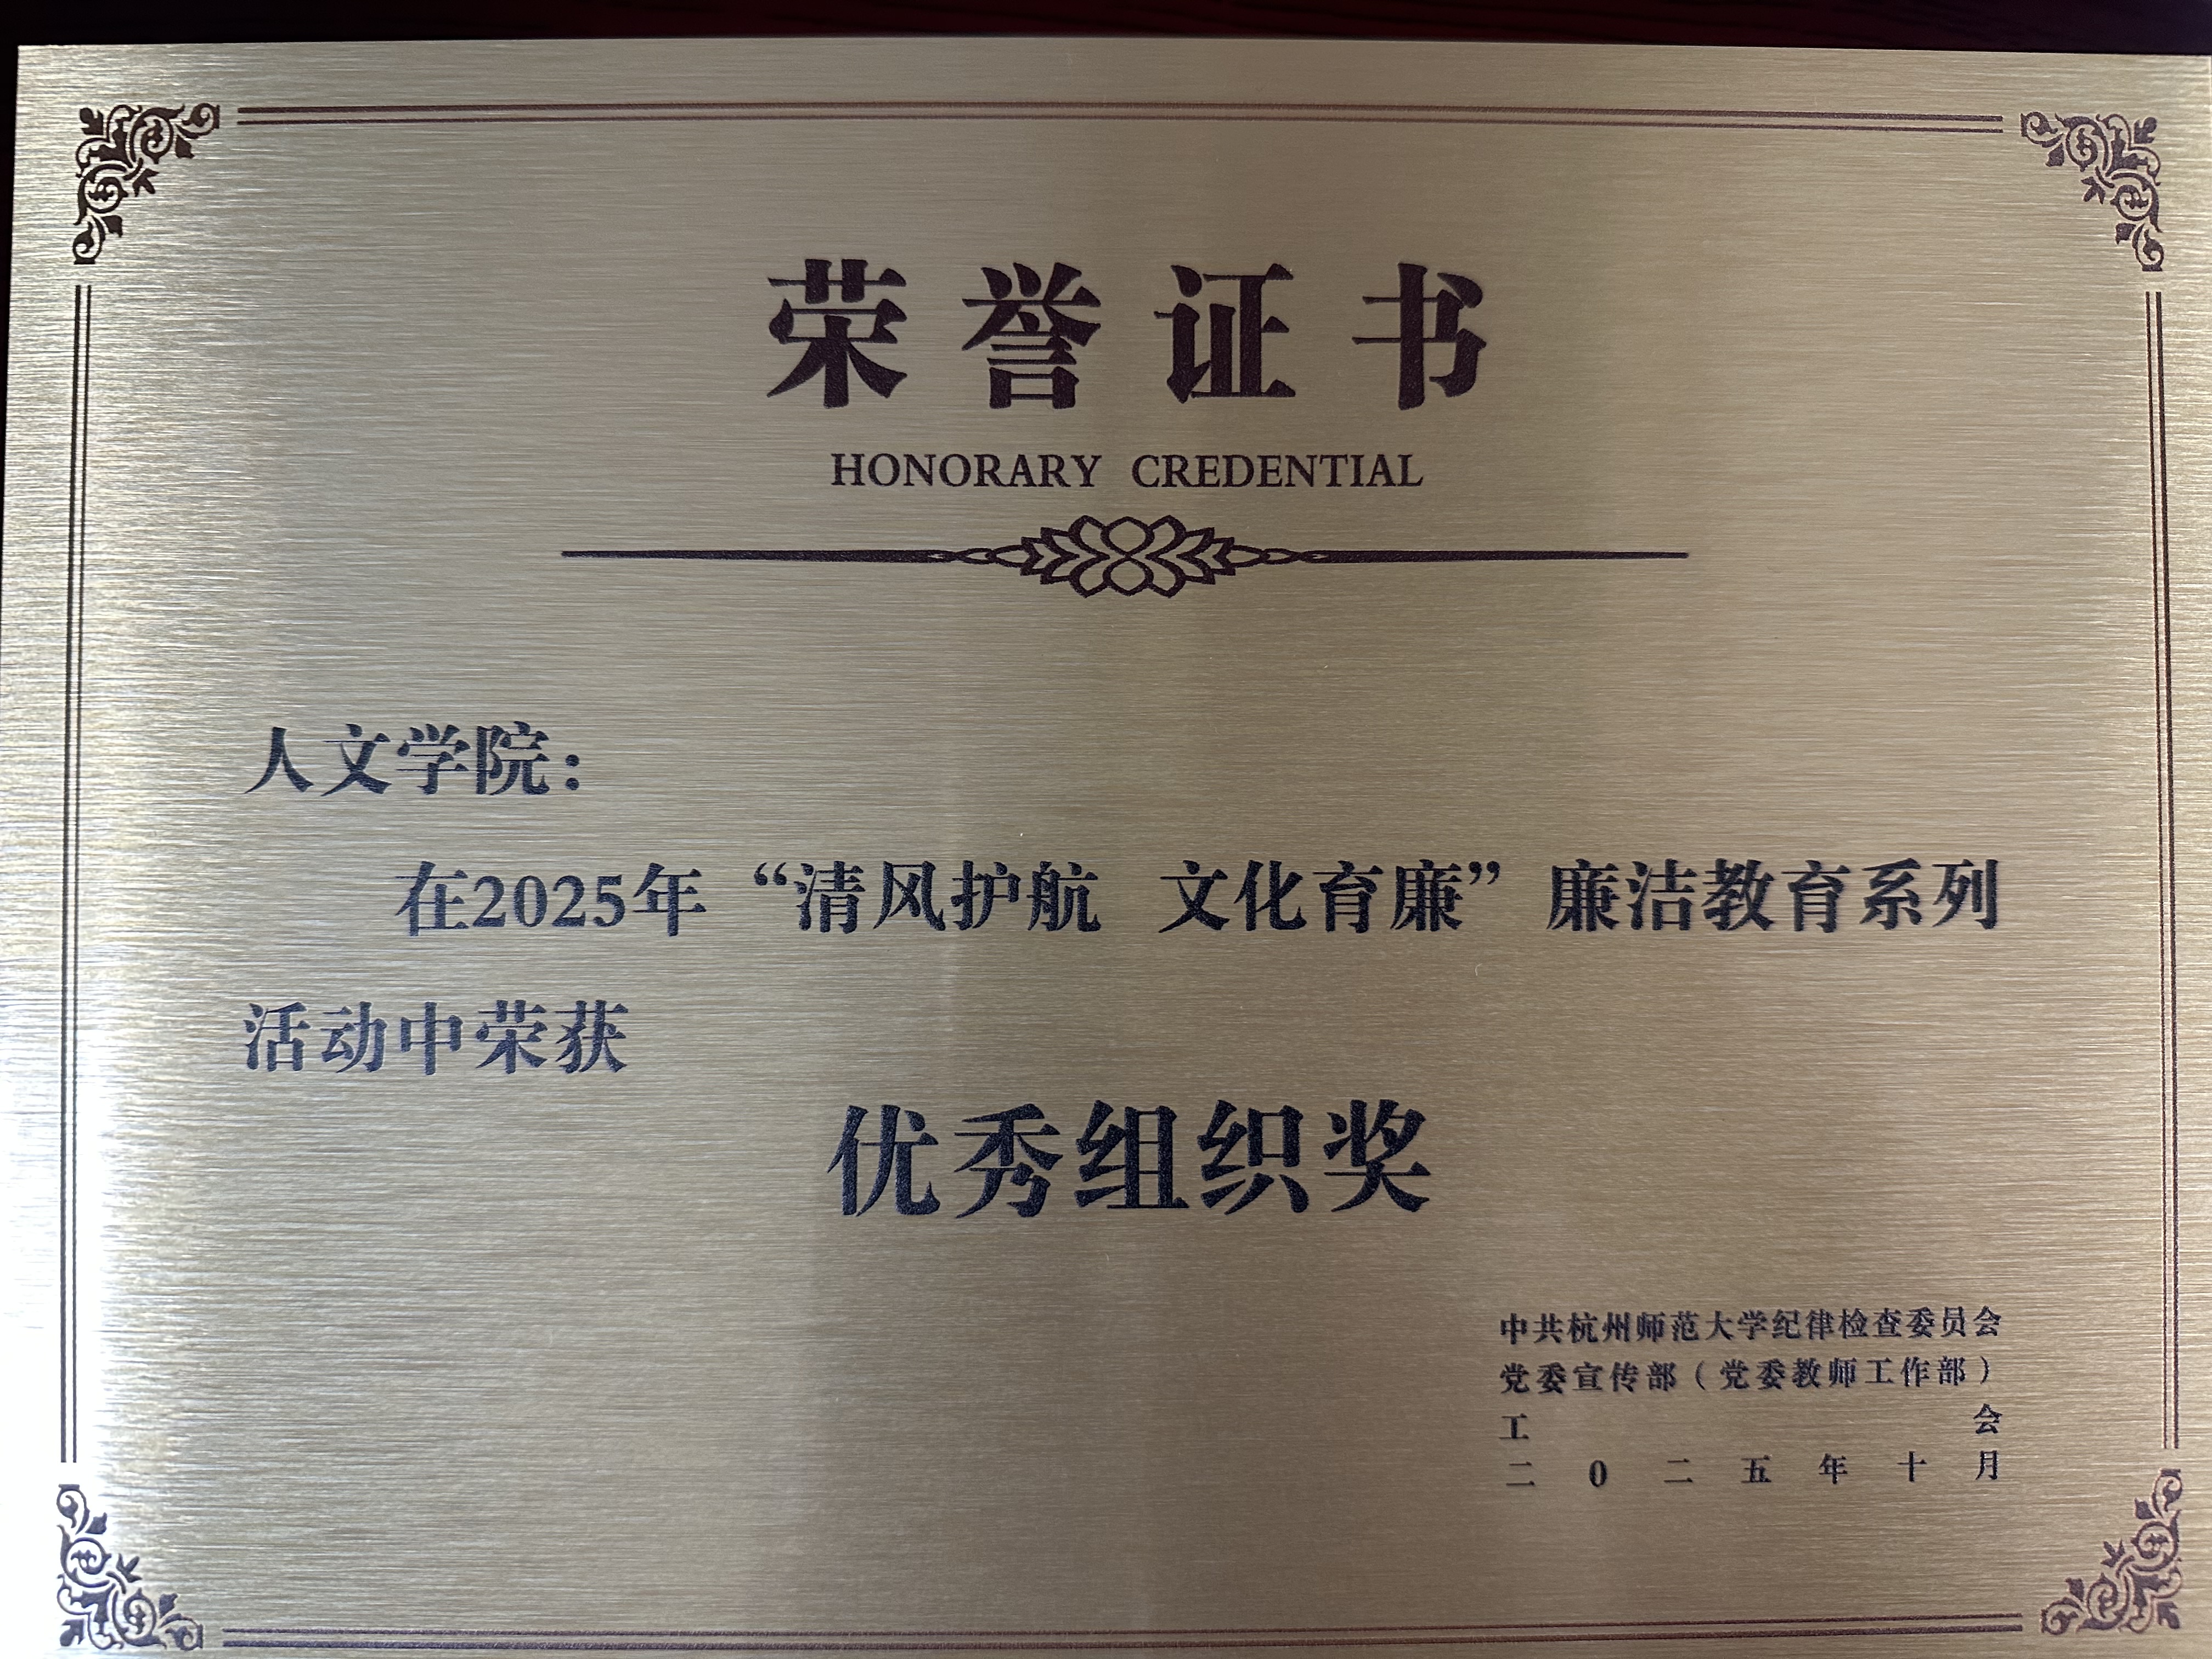 荣誉证书
HONORARY CREDENTIAL
人文学院：
在2025年“清风护航 文化育廉”廉洁教育系列
活动中荣获
优秀组织奖
中共杭州师范大学纪律检查委员会
党委宣传部（党委教师工作部）
工会
二0二五年十月